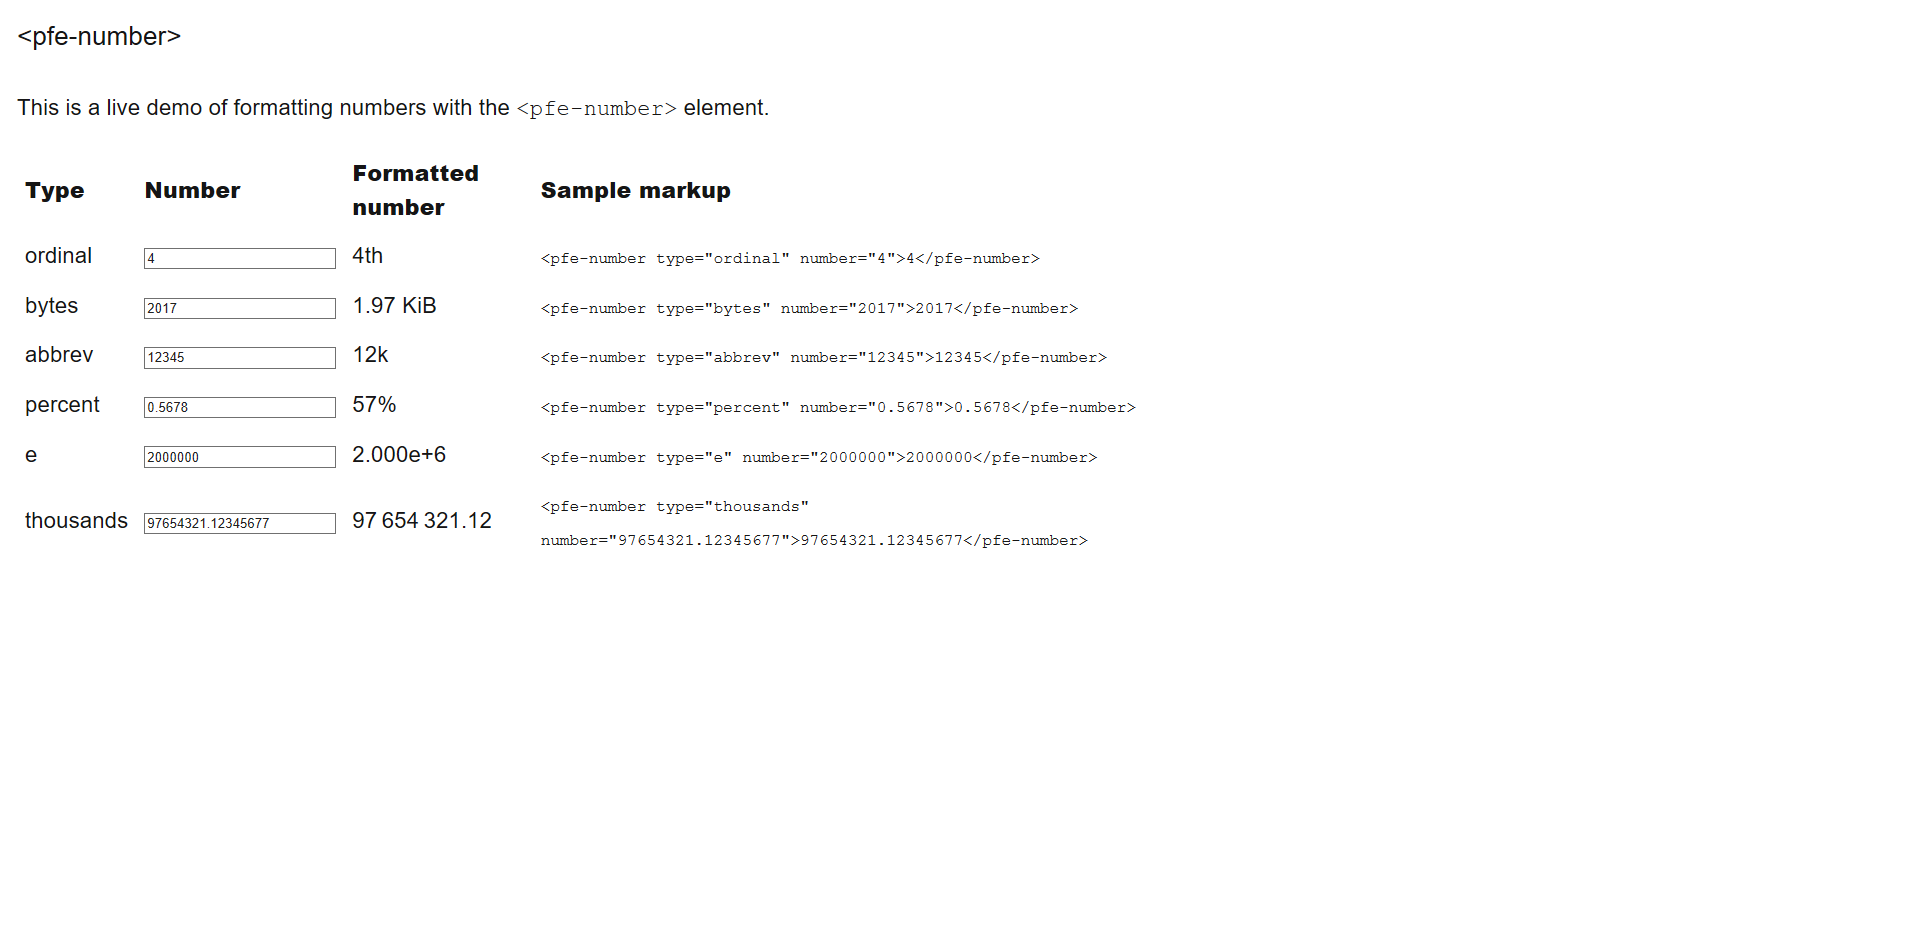 <pfe-number>
This is a live demo of formatting numbers with the <pfe-number> element.
Type Number Formatted number Sample markup
ordinal 4 4th <pfe-number type="ordinal" number="4">4</pfe-number>
bytes 2017 1.97 KiB <pfe-number type="bytes" number="2017">2017</pfe-number>
abbrev 12345 12k <pfe-number type="abbrev" number="12345">12345</pfe-number>
percent 0.5678 57% <pfe-number type="percent" number="0.5678">0.5678</pfe-number>
e 2000000 2.000e+6 <pfe-number type="e" number="2000000">2000000</pfe-number>
thousands 97654321.12345677 97 654 321.12 <pfe-number type="thousands"
number="97654321.12345677">97654321.12345677</pfe-number>